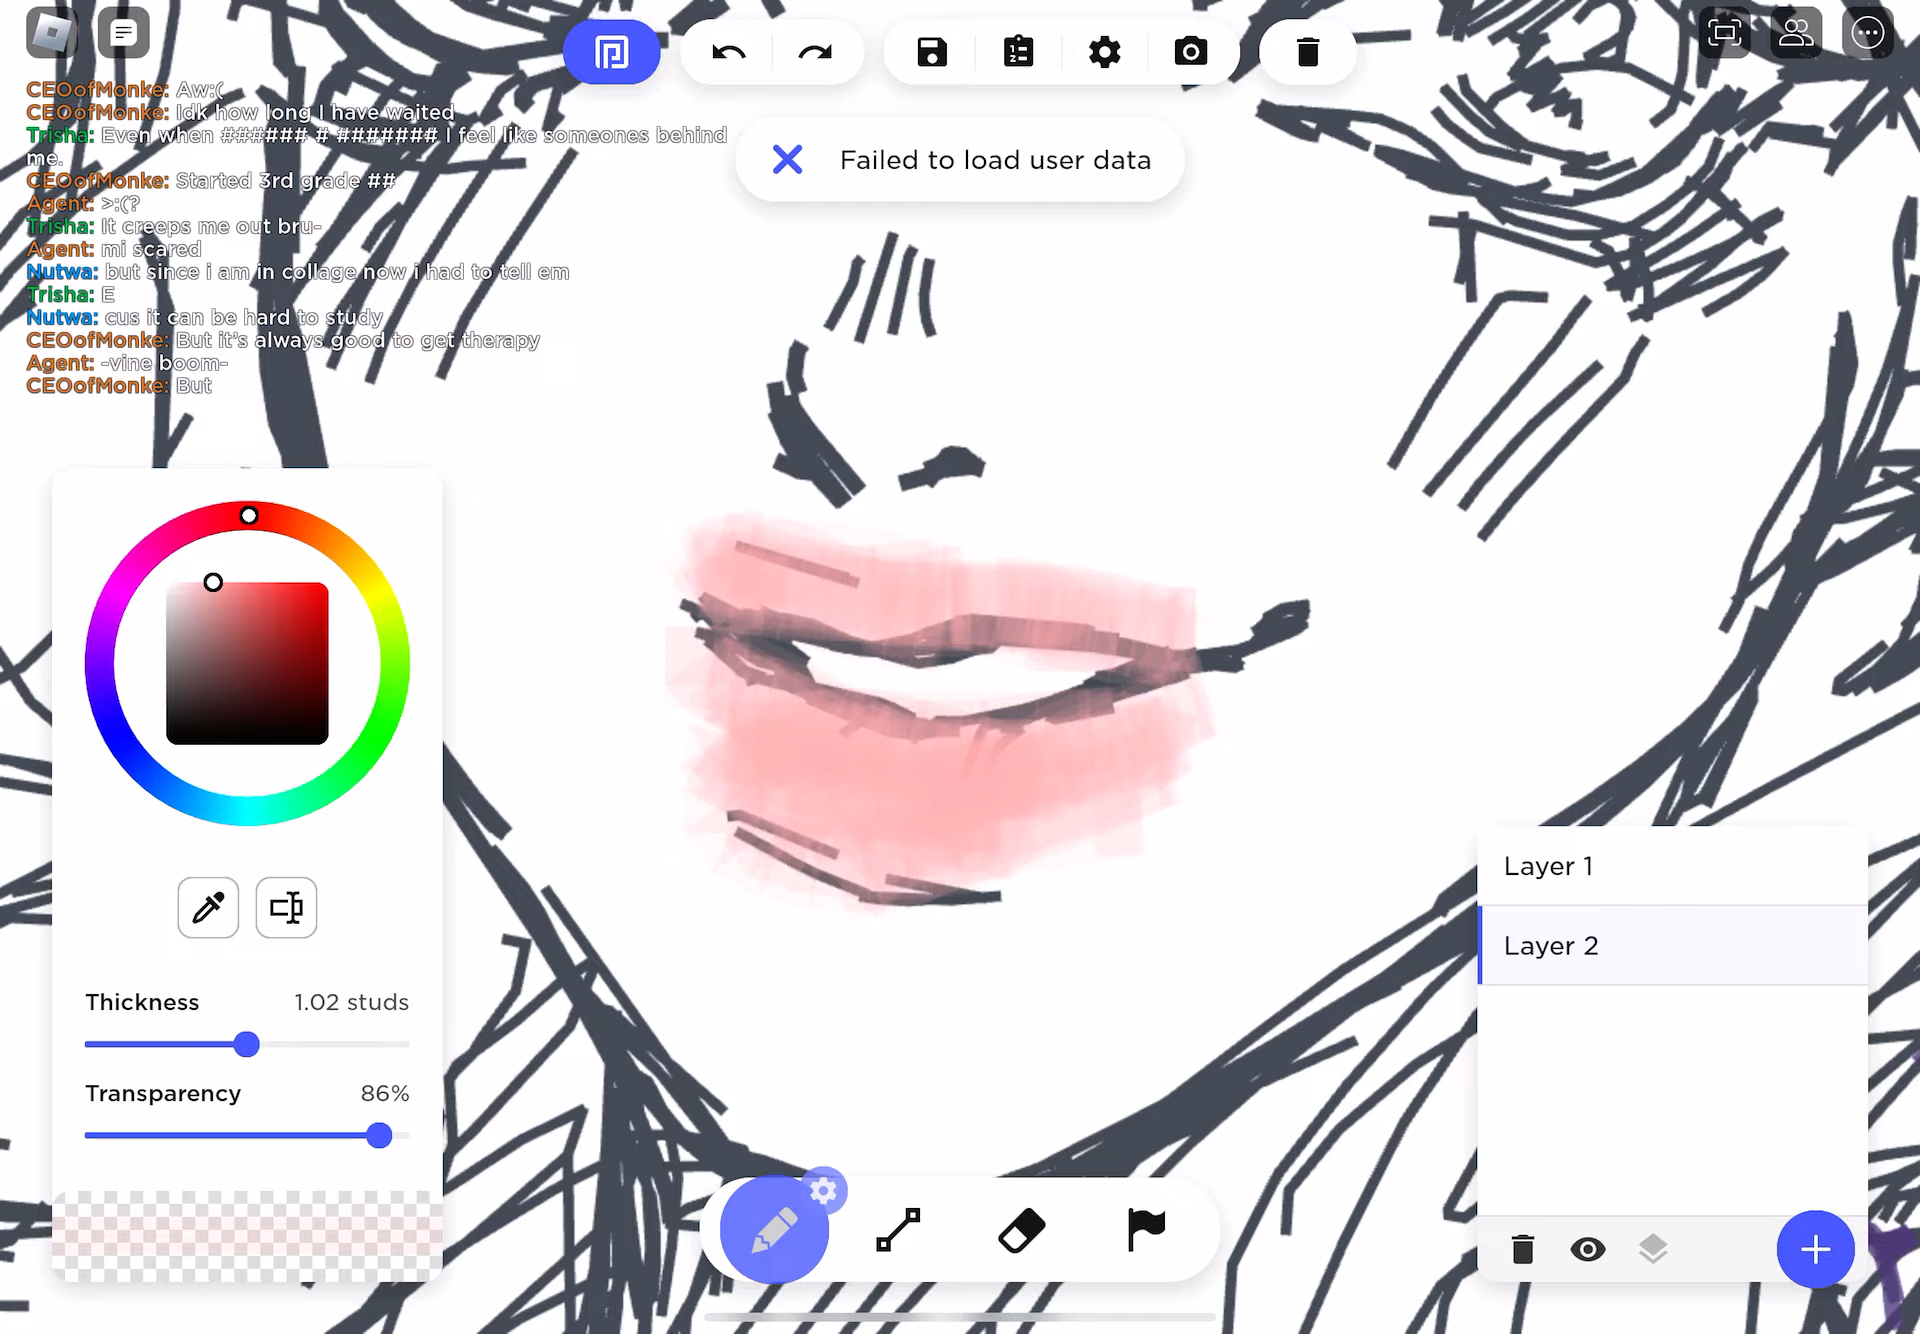 CEOofMonke: Aw:(
CEOofMonke: Idk how long I have waited
Trisha: Even when ###### # ####### I feel like someones behind
me.
CEOofMonke: Started 3rd grade ##
Agent: >:(?
Trisha: It creeps me out bru-
Agent: mi scared
Nutwa: but since i am in collage now i had to tell em
Trisha: E
Nutwa: cus it can be hard to study
CEOofMonke: But it's always good to get therapy
Agent: -vine boom-
CEOofMonke: But
Failed to load user data
Thickness 1.02 studs
Transparency 86%
Layer 1
Layer 2